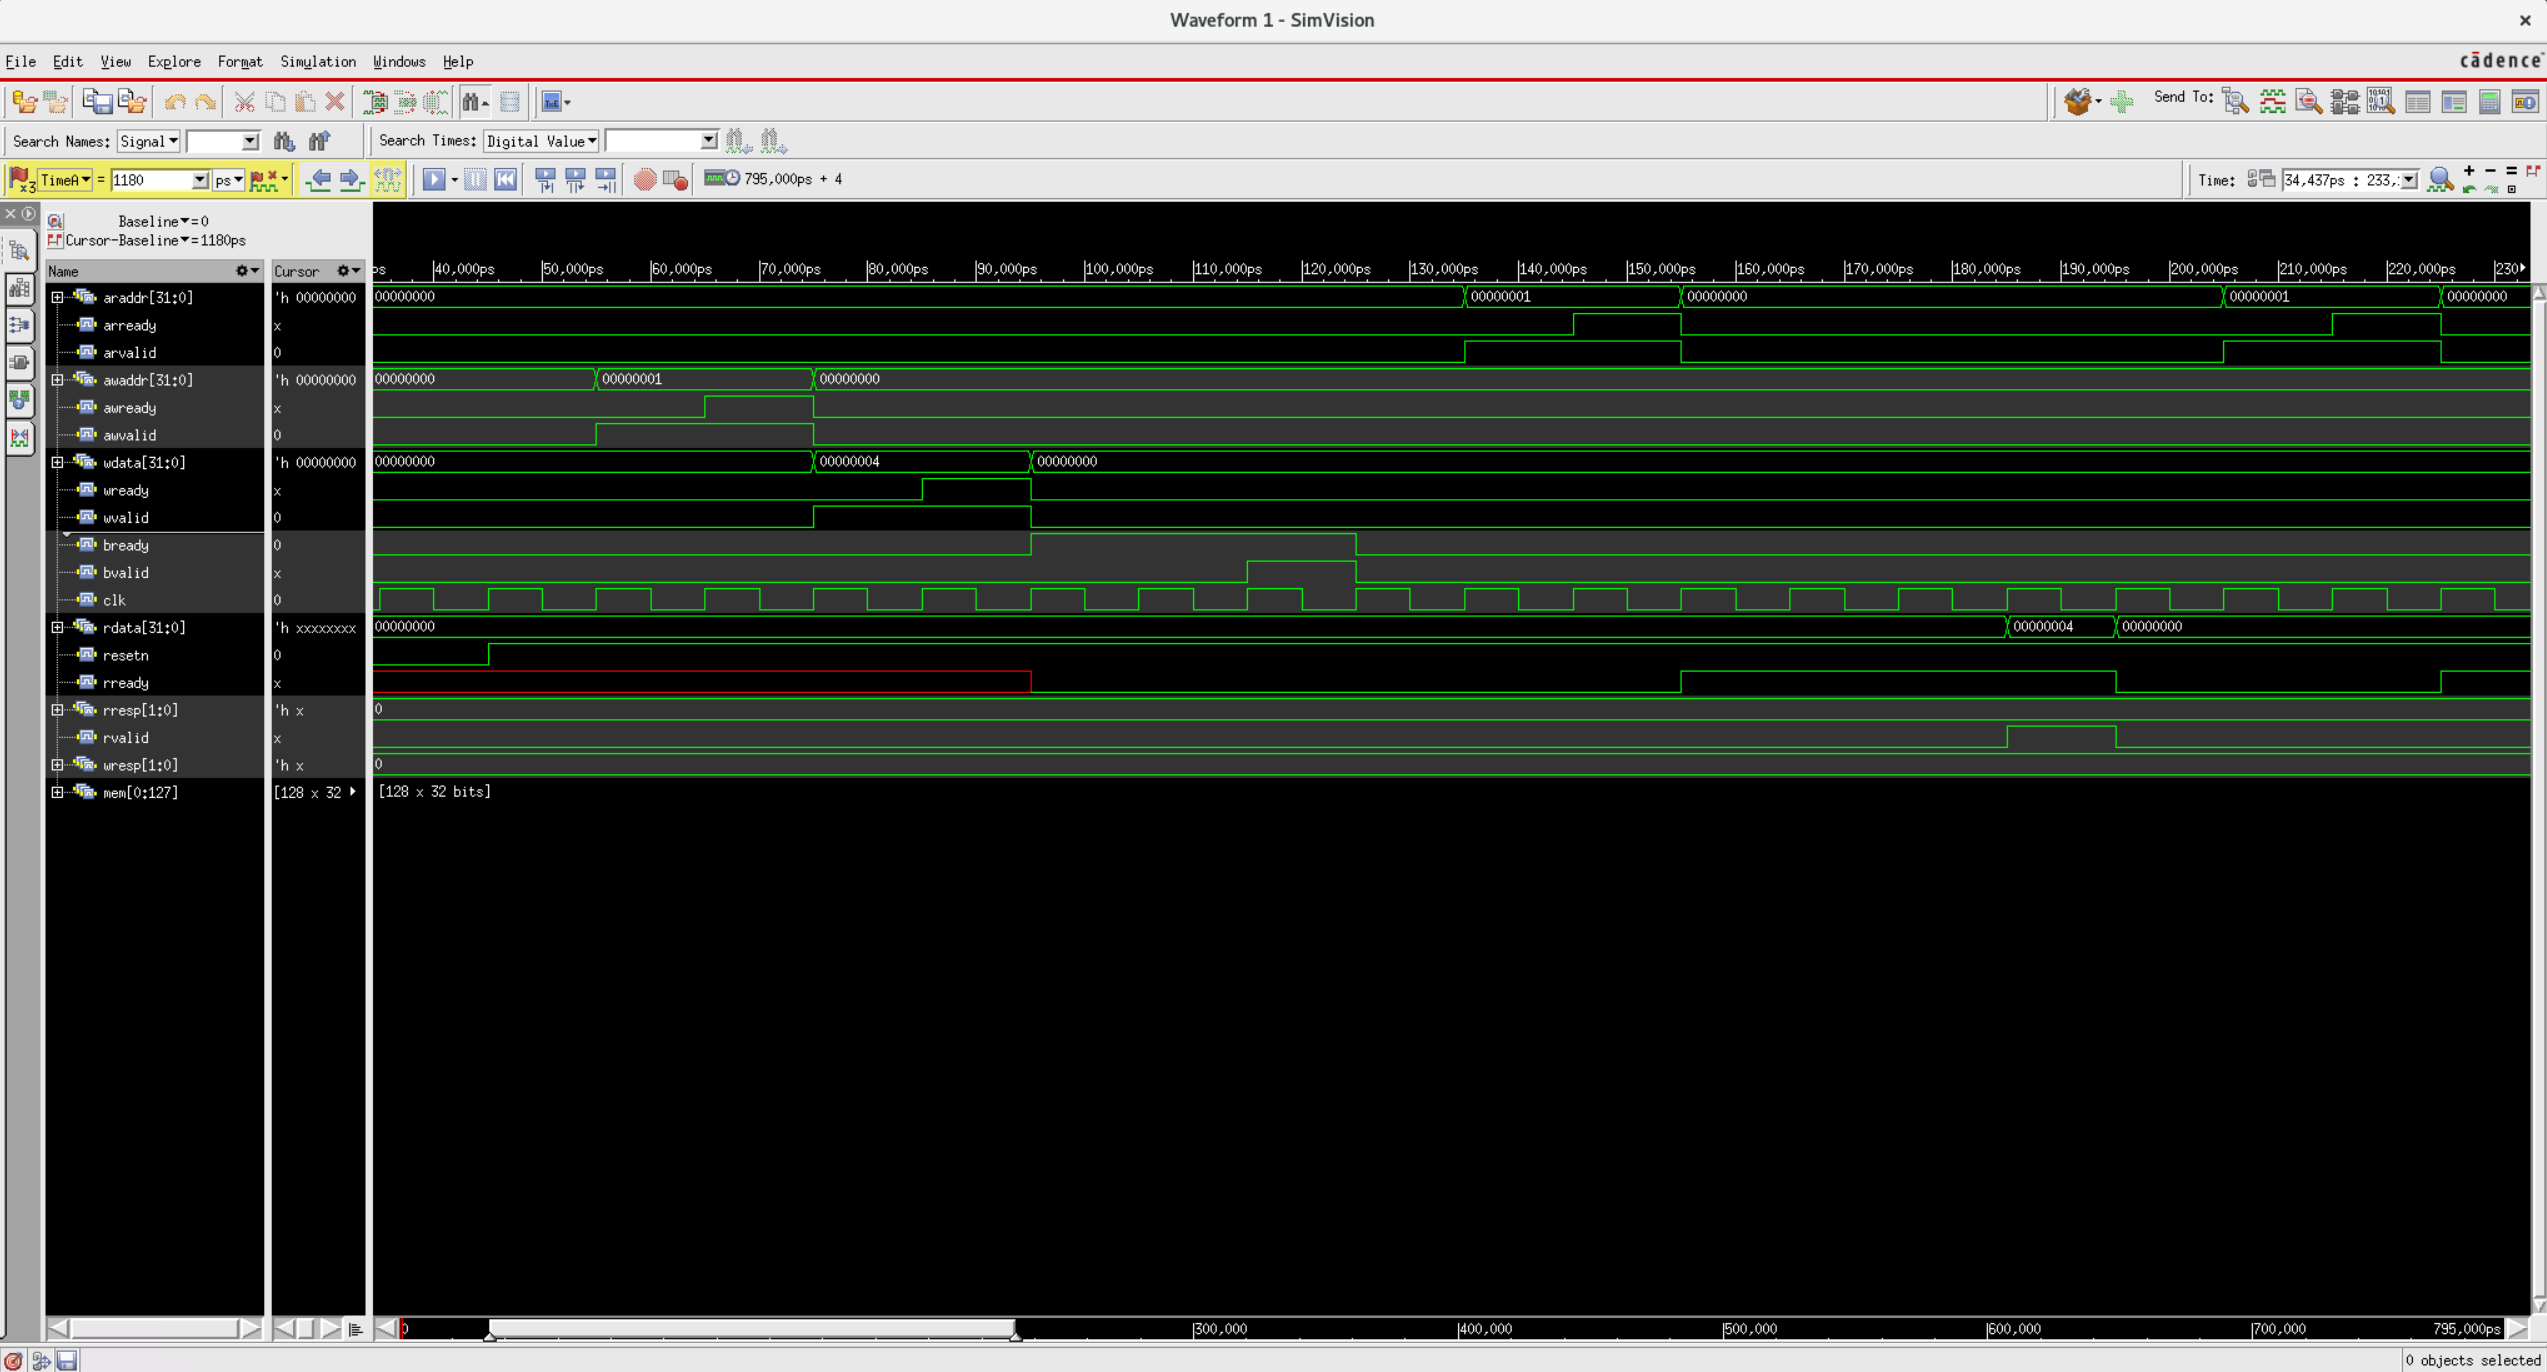 Waveform 1 - SimVision
File Edit View Explore Format Simulation Windows Help
cādence
Send To:
Search Names: Signal
Search Times: Digital Value
x3 TimeA = 1180 ps
795,000ps + 4
Time: 34,437ps : 233,
Baseline=0
Cursor-Baseline=1180ps
Name Cursor
ps 40,000ps 50,000ps 60,000ps 70,000ps 80,000ps 90,000ps 100,000ps 110,000ps 120,000ps 130,000ps 140,000ps 150,000ps 160,000ps 170,000ps 180,000ps 190,000ps 200,000ps 210,000ps 220,000ps 230
araddr[31:0] 'h 00000000 00000000 00000001 00000000 00000001 00000000
arready x
arvalid 0
awaddr[31:0] 'h 00000000 00000000 00000001 00000000
awready x
awvalid 0
wdata[31:0] 'h 00000000 00000000 00000004 00000000
wready x
wvalid 0
bready 0
bvalid x
clk 0
rdata[31:0] 'h xxxxxxxx 00000000 00000004 00000000
resetn 0
rready x
rresp[1:0] 'h x 0
rvalid x
wresp[1:0] 'h x 0
mem[0:127] [128 x 32 [128 x 32 bits]
0 300,000 400,000 500,000 600,000 700,000 795,000ps
0 objects selected